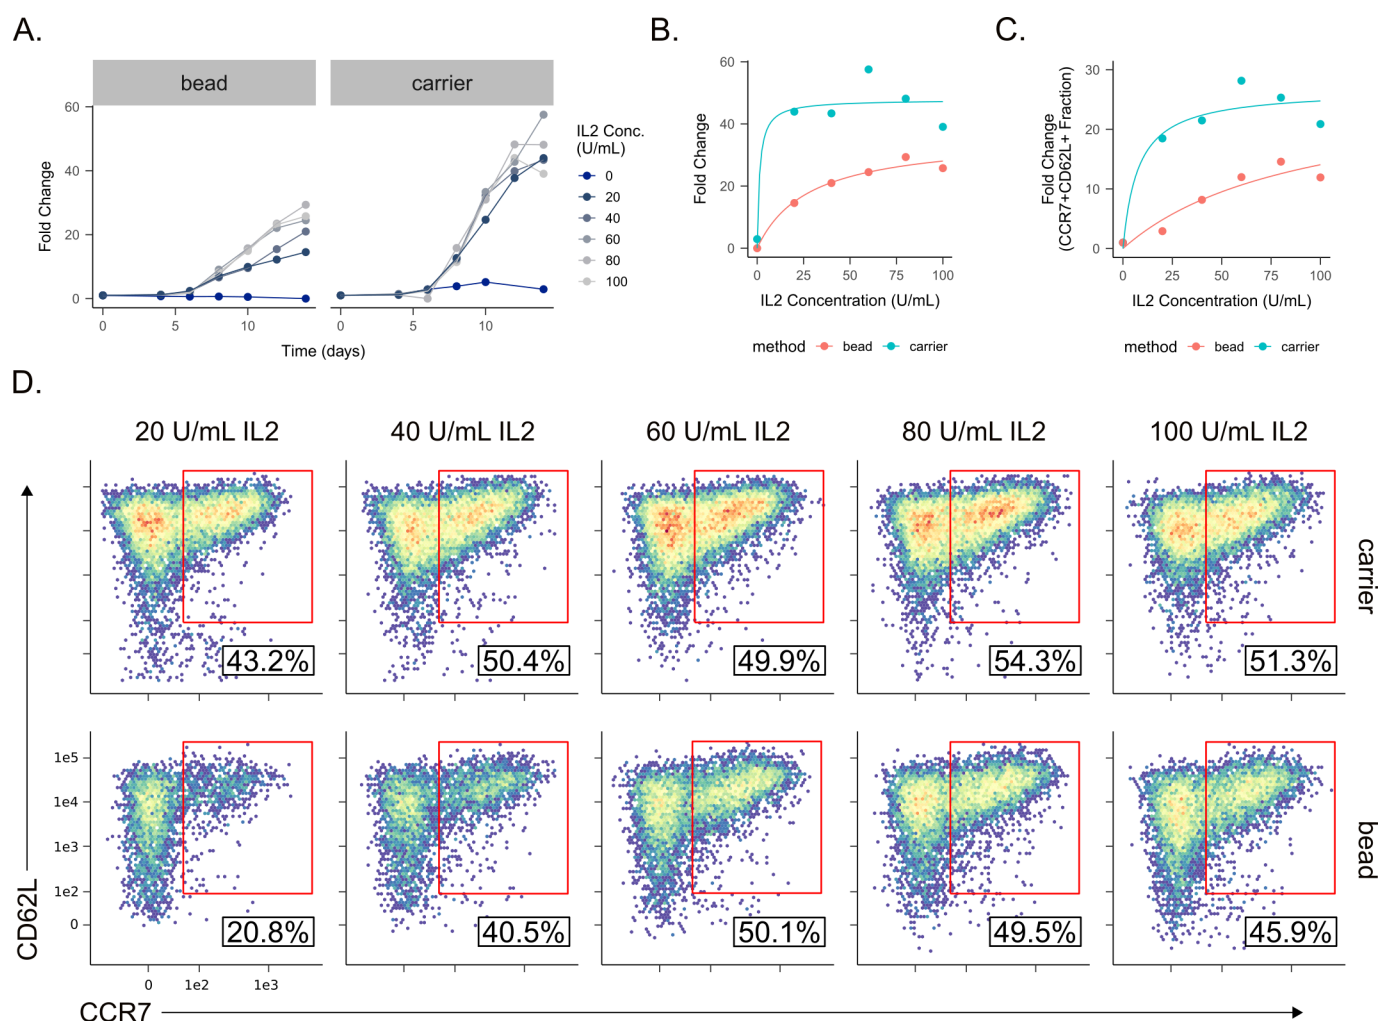 A.
bead
carrier
Fold Change
60
40
20
0
0
5
10
0
5
10
Time (days)
IL2 Conc.
(U/mL)
0
20
40
60
80
100
B.
Fold Change
60
40
20
0
0
25
50
75
100
IL2 Concentration (U/mL)
method bead carrier
C.
Fold Change
(CCR7+CD62L+ Fraction)
30
20
10
0
0
25
50
75
100
IL2 Concentration (U/mL)
method bead carrier
D.
20 U/mL IL2
40 U/mL IL2
60 U/mL IL2
80 U/mL IL2
100 U/mL IL2
43.2%
50.4%
49.9%
54.3%
51.3%
carrier
1e5
1e4
1e3
1e2
0
20.8%
40.5%
50.1%
49.5%
45.9%
bead
0
1e2
1e3
CD62L
CCR7